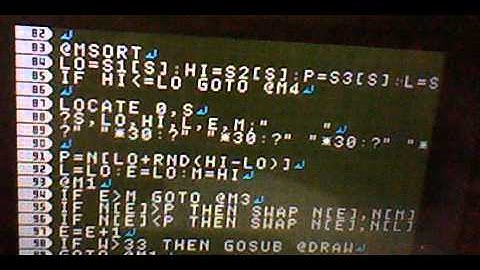 82
83 @MSORT
84 LO=S1[S]:HI=S2[S]:P=S3[S]:L=S
85 IF HI<=LO GOTO @M4
86
87 LOCATE 0,S
88 ?S,LO,HI,L,E,M;" "
89 ?" "*30:?" "*30:?" "*30:?" "*
90
91 P=N[LO+RND(HI-LO)]
92 L=LO:E=LO:M=HI
93 @M1
94 IF E>M GOTO @M3
95 IF N[E]>P THEN SWAP N[E],N[M]
96 IF N[E]<P THEN SWAP N[E],N[L]
97 E=E+1
98 IF W>33 THEN GOSUB @DRAW
99 GOTO @M1